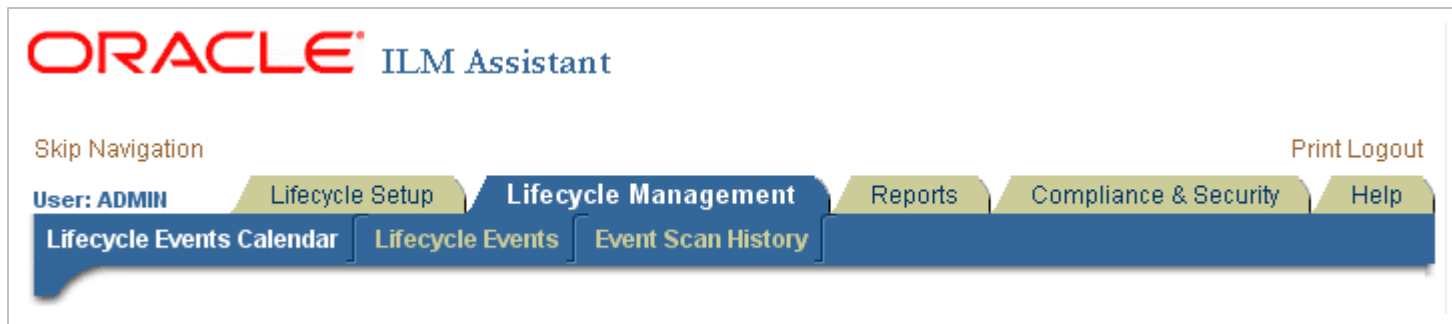 ORACLE® ILM Assistant
Skip Navigation Print Logout
User: ADMIN Lifecycle Setup Lifecycle Management Reports Compliance & Security Help
Lifecycle Events Calendar Lifecycle Events Event Scan History